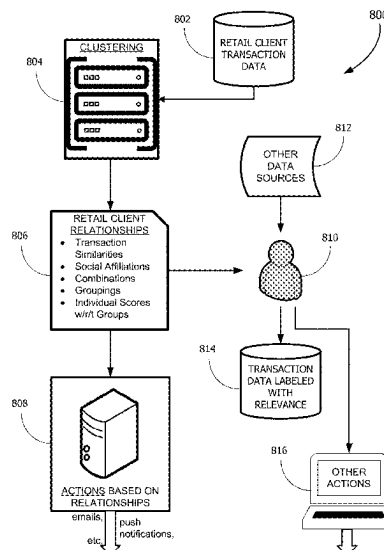 800
802
RETAIL CLIENT
TRANSACTION
DATA
CLUSTERING
804
812
OTHER
DATA
SOURCES
RETAIL CLIENT
RELATIONSHIPS
• Transaction
Similarities
• Social Affiliations
• Combinations
• Groupings
• Individual Scores
w/r/t Groups
806
810
814
TRANSACTION
DATA LABELED
WITH
RELEVANCE
808
ACTIONS BASED ON
RELATIONSHIPS
816
OTHER
ACTIONS
emails,
push
notifications,
etc.